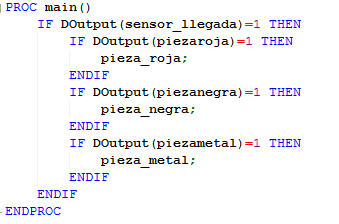 PROC main()
IF DOutput(sensor_llegada)=1 THEN
IF DOutput(piezaroja)=1 THEN
pieza_roja;
ENDIF
IF DOutput(piezanegra)=1 THEN
pieza_negra;
ENDIF
IF DOutput(piezametal)=1 THEN
pieza_metal;
ENDIF
ENDIF
ENDPROC